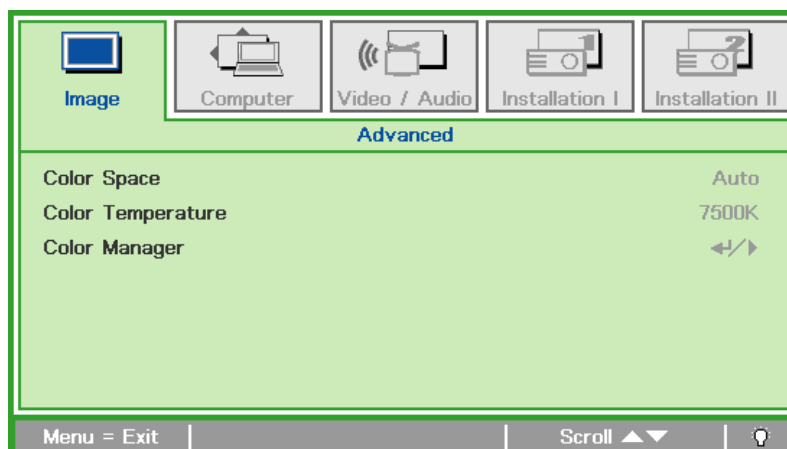 Image
Computer
Video / Audio
Installation I
Installation II
Advanced
Color Space Auto
Color Temperature 7500K
Color Manager
Menu = Exit Scroll